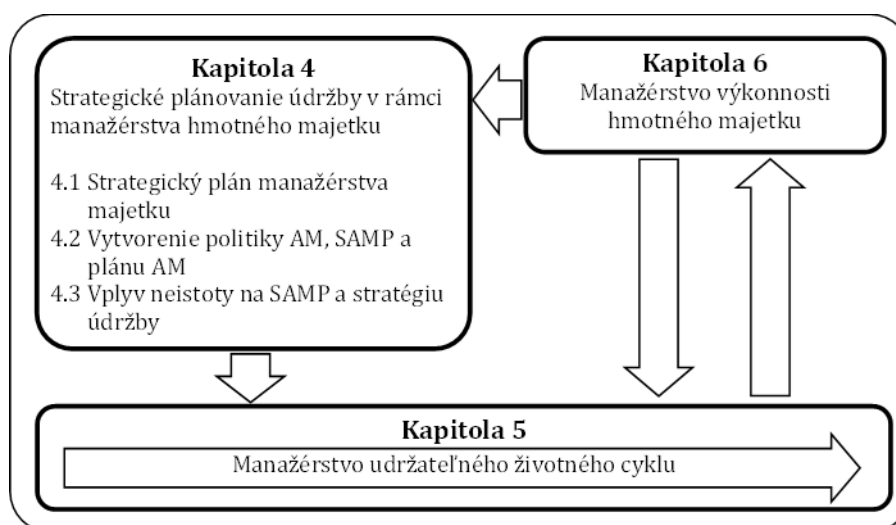 Kapitola 4
Strategické plánovanie údržby v rámci
manažérstva hmotného majetku
4.1 Strategický plán manažérstva
majetku
4.2 Vytvorenie politiky AM, SAMP a
plánu AM
4.3 Vplyv neistoty na SAMP a stratégiu
údržby
Kapitola 6
Manažérstvo výkonnosti
hmotného majetku
Kapitola 5
Manažérstvo udržateľného životného cyklu